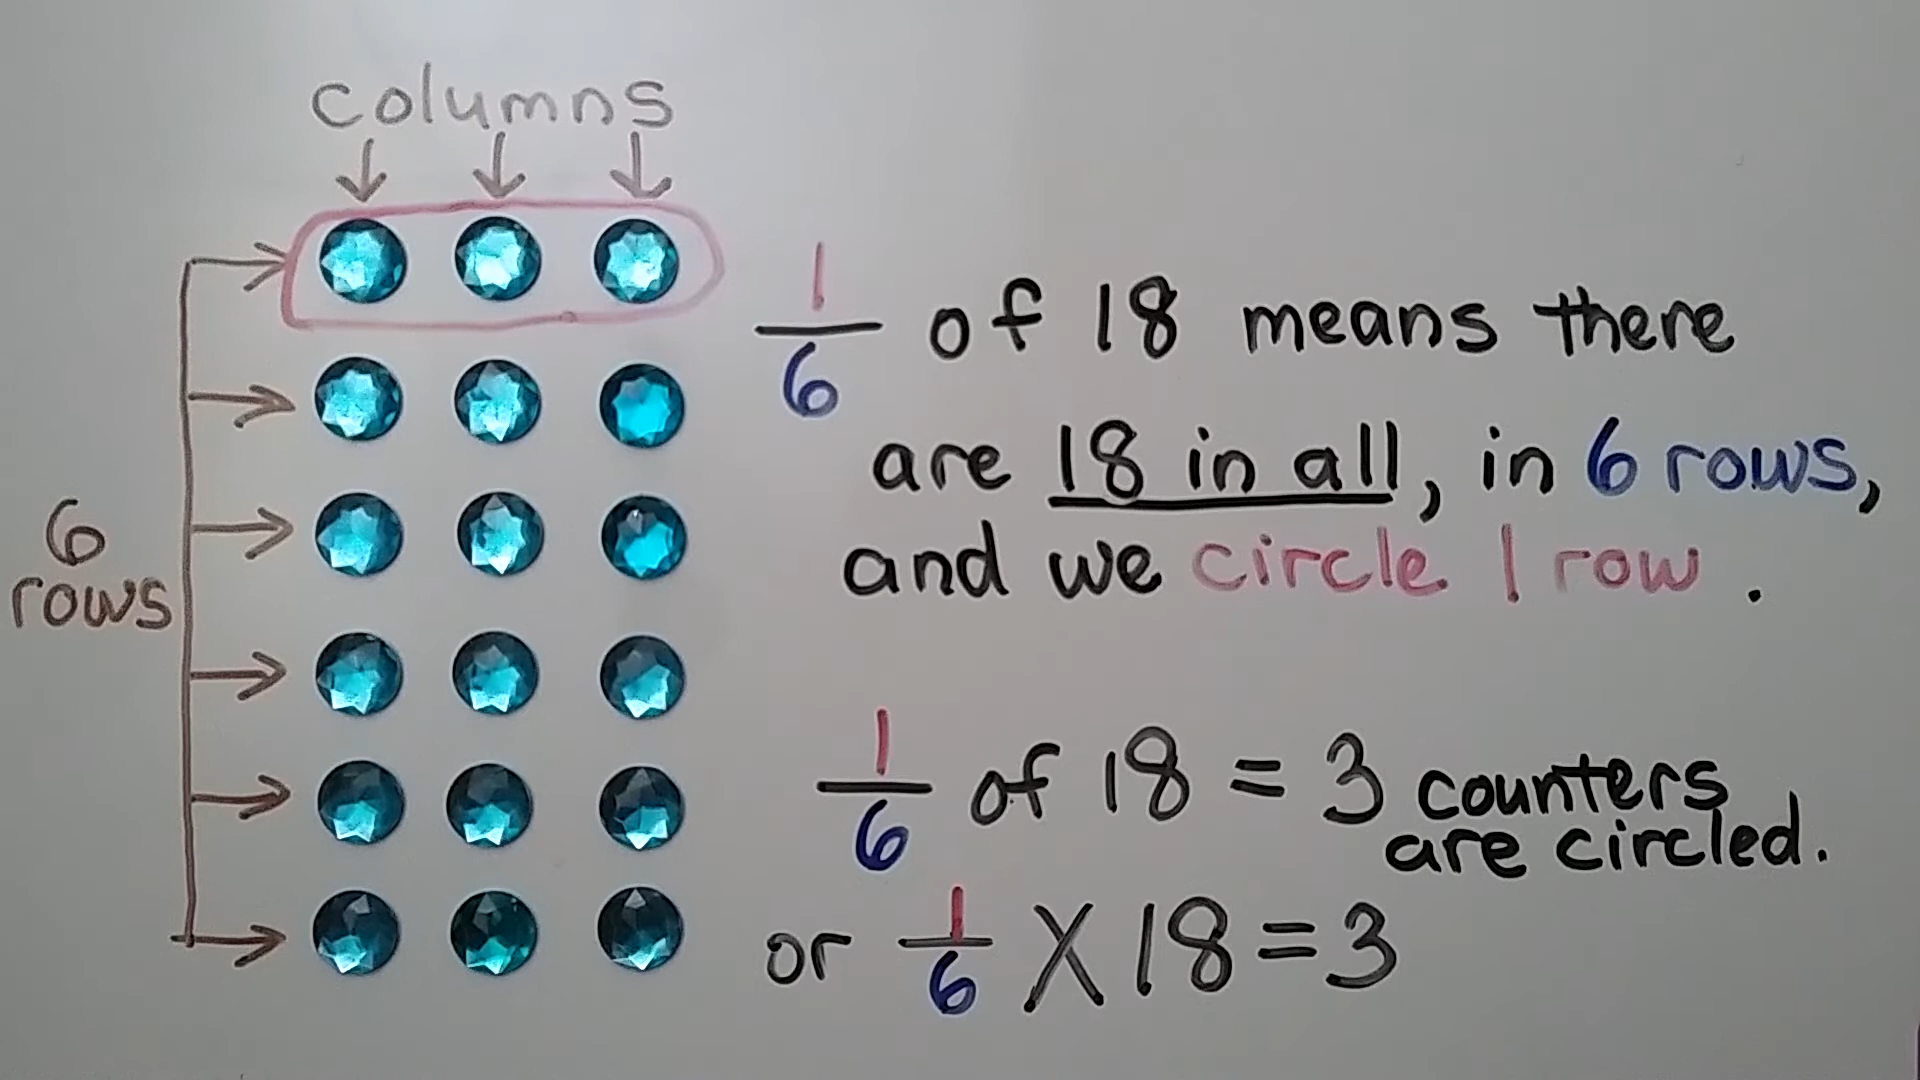 columns
6
rows
1/6 of 18 means there
are 18 in all, in 6 rows,
and we circle 1 row .
1/6 of 18 = 3 counters
are circled.
or 1/6 X 18 = 3